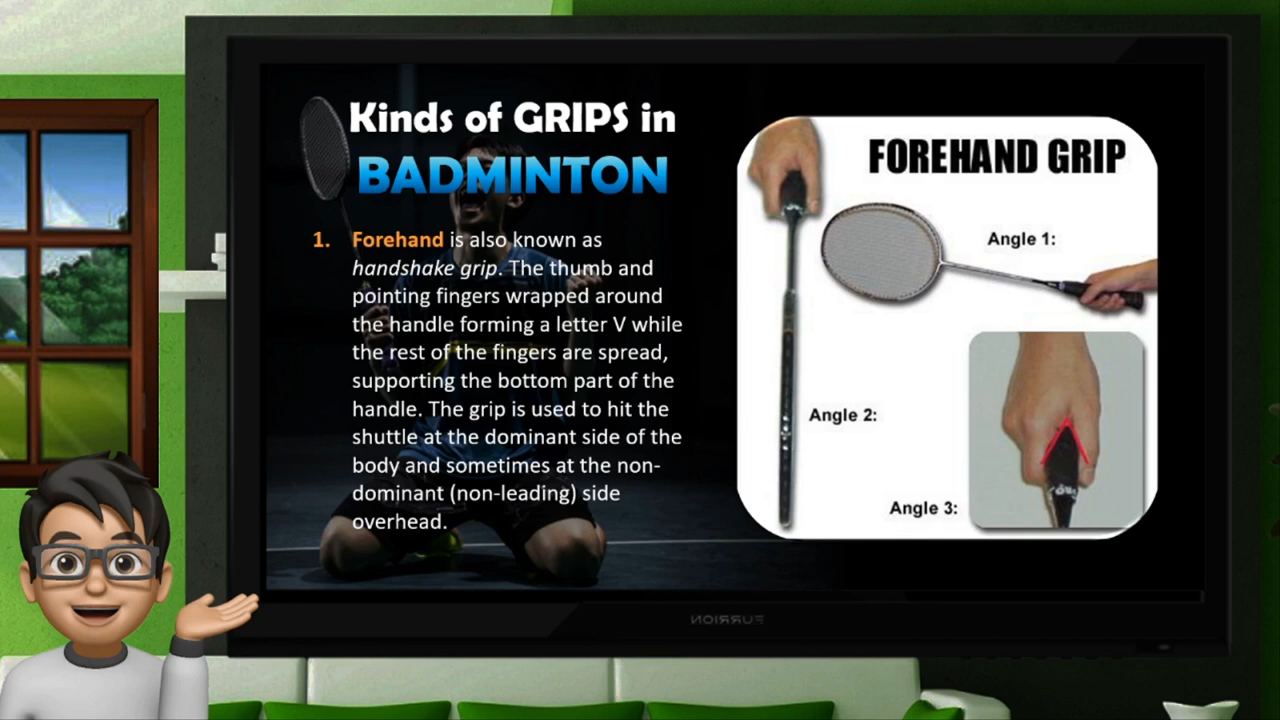 Kinds of GRIPS in
BADMINTON
1. Forehand is also known as
handshake grip. The thumb and
pointing fingers wrapped around
the handle forming a letter V while
the rest of the fingers are spread,
supporting the bottom part of the
handle. The grip is used to hit the
shuttle at the dominant side of the
body and sometimes at the non-
dominant (non-leading) side
overhead.
FOREHAND GRIP
Angle 1:
Angle 2:
Angle 3:
FURRION